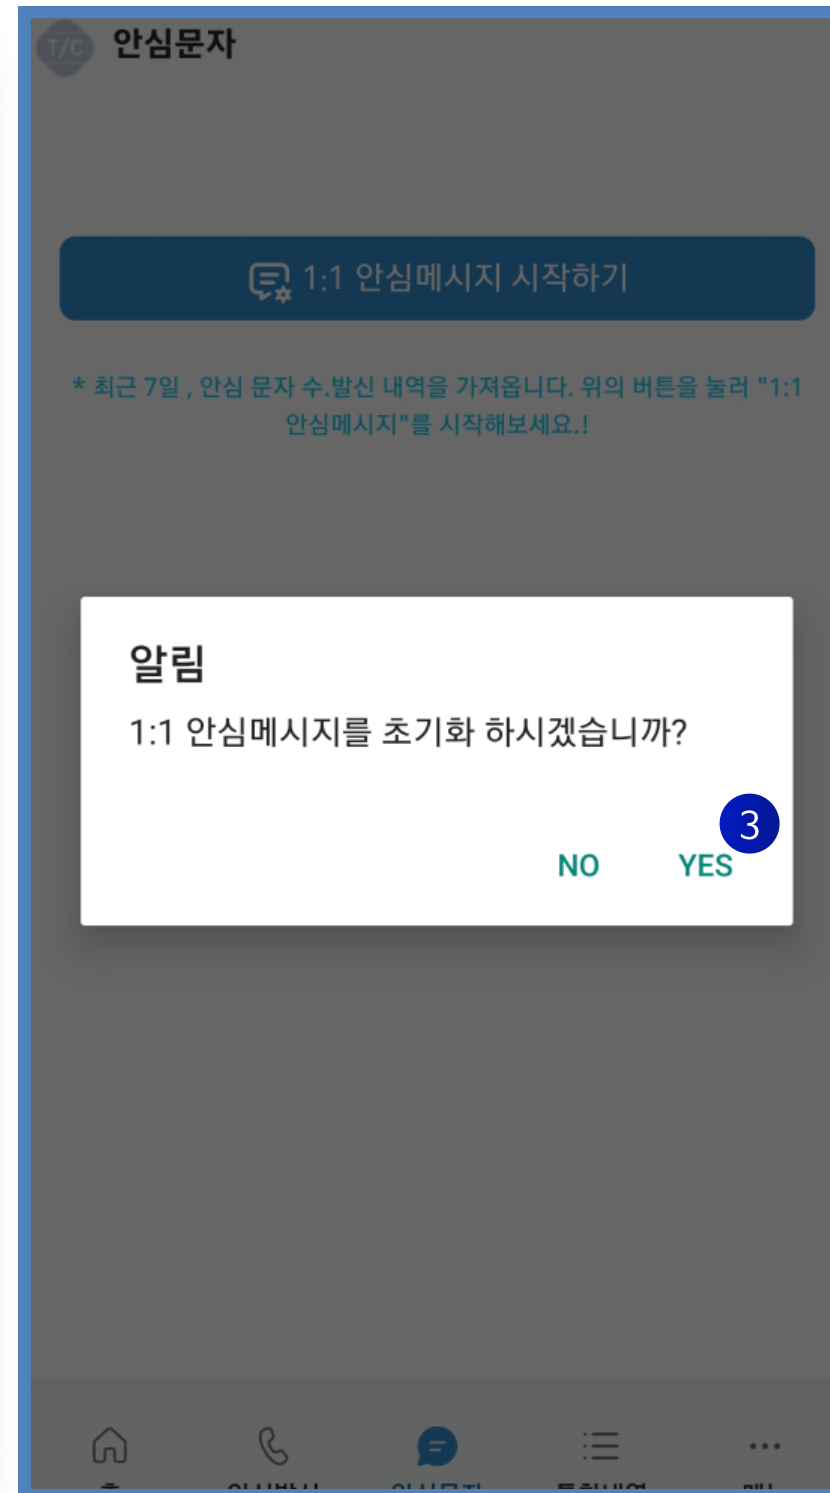 T/C 안심문자
1:1 안심메시지 시작하기
* 최근 7일 , 안심 문자 수.발신 내역을 가져옵니다. 위의 버튼을 눌러 "1:1
안심메시지"를 시작해보세요.!
알림
1:1 안심메시지를 초기화 하시겠습니까?
3
NO YES